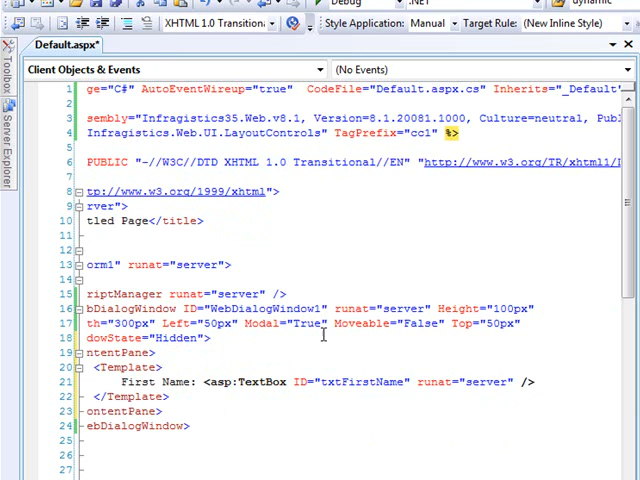 Debug
.NET
dynamic
XHTML 1.0 Transition
Style Application: Manual
Target Rule: (New Inline Style)
Toolbox
Server Explorer
Default.aspx*
Client Objects & Events
(No Events)
1 ge="C#" AutoEventWireup="true" CodeFile="Default.aspx.cs" Inherits="_Default"
2
3 sembly="Infragistics35.Web.v8.1, Version=8.1.20081.1000, Culture=neutral, Publ
4 Infragistics.Web.UI.LayoutControls" TagPrefix="cc1" %>
5
6 PUBLIC "-//W3C//DTD XHTML 1.0 Transitional//EN" "http://www.w3.org/TR/xhtml1/D
7
8 tp://www.w3.org/1999/xhtml">
9 rver">
10 tled Page</title>
11
12
13 orm1" runat="server">
14
15 riptManager runat="server" />
16 bDialogWindow ID="WebDialogWindow1" runat="server" Height="100px"
17 th="300px" Left="50px" Modal="True" Moveable="False" Top="50px"
18 dowState="Hidden">
19 ntentPane>
20 <Template>
21 First Name: <asp:TextBox ID="txtFirstName" runat="server" />
22 </Template>
23 ontentPane>
24 ebDialogWindow>
25
26
27